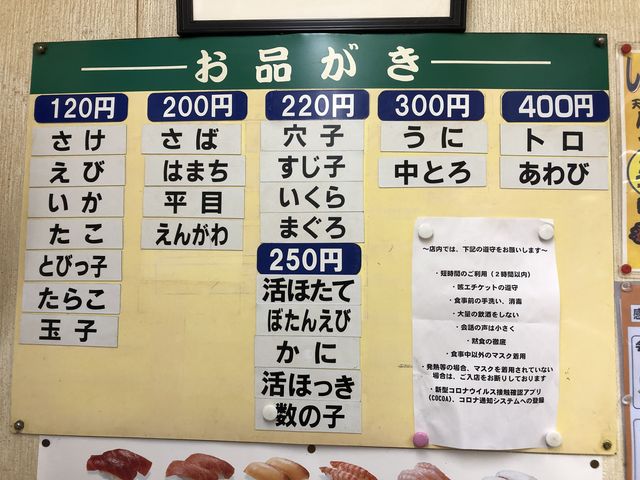 お品がき
120円
さけ
えび
いか
たこ
とびっ子
たらこ
玉子
200円
さば
はまち
平目
えんがわ
220円
穴子
すじ子
いくら
まぐろ
250円
活ほたて
ぼたんえび
かに
活ほっき
数の子
300円
うに
中とろ
400円
トロ
あわび
～店内では、下記の遵守をお願いします～
・短時間のご利用（2時間以内）
・咳エチケットの遵守
・食事前の手洗い、消毒
・大量の飲酒をしない
・会話の声は小さく
・黙食の徹底
・食事中以外のマスク着用
・発熱等の場合、マスクを着用されていない
場合は、ご入店をお断りしております
・新型コロナウイルス接触確認アプリ
(COCOA)、コロナ通知システムへの登録